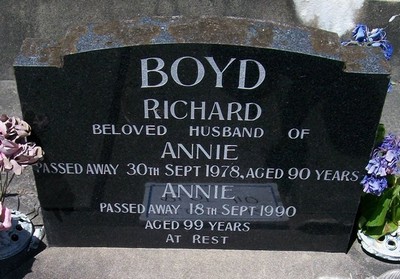 BOYD
RICHARD
BELOVED HUSBAND OF
ANNIE
PASSED AWAY 30TH SEPT 1978, AGED 90 YEARS
ANNIE
PASSED AWAY 18TH SEPT 1990
AGED 99 YEARS
AT REST